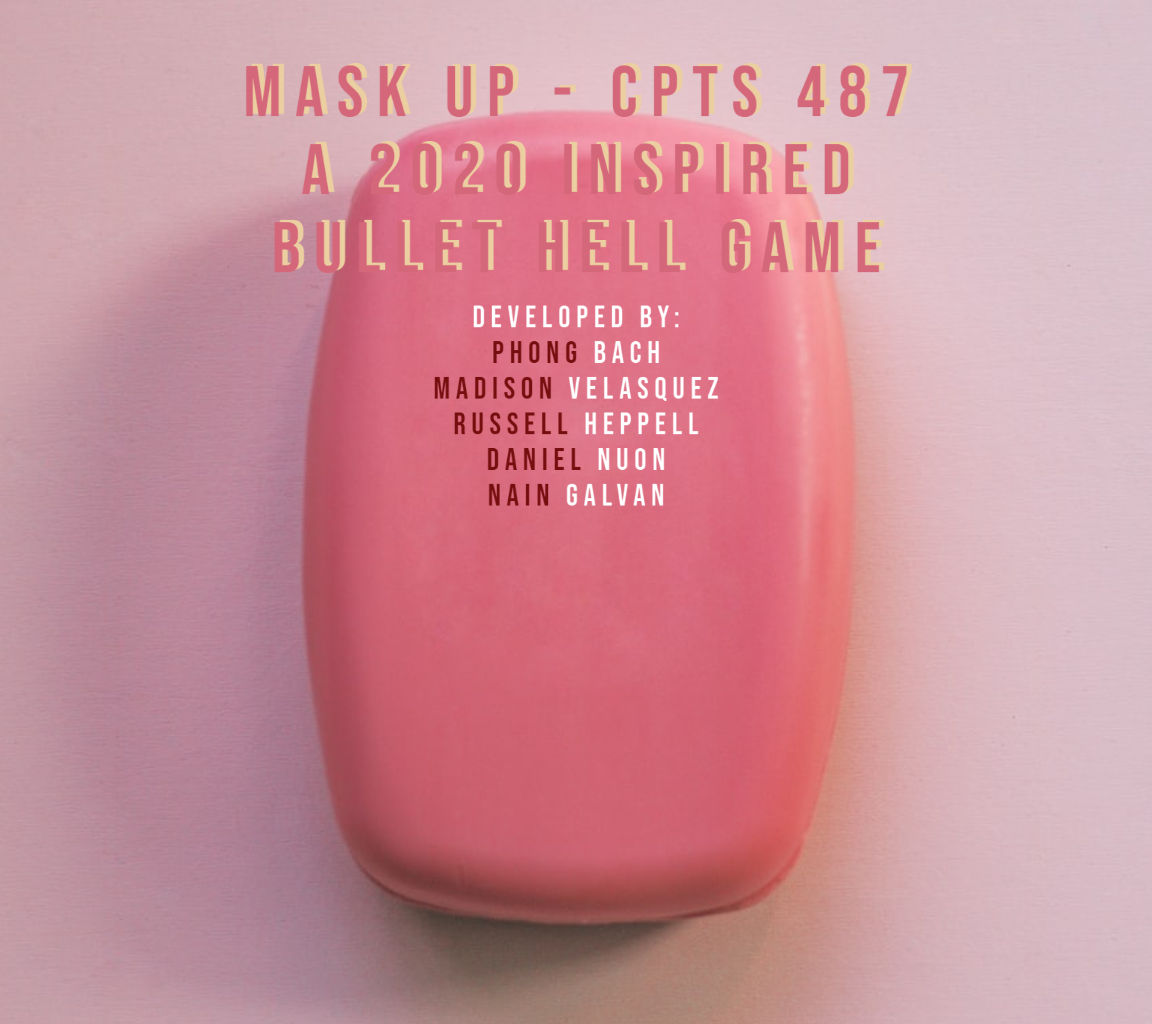 MASK UP - CPTS 487
A 2020 INSPIRED
BULLET HELL GAME
DEVELOPED BY:
PHONG BACH
MADISON VELASQUEZ
RUSSELL HEPPELL
DANIEL NUON
NAIN GALVAN